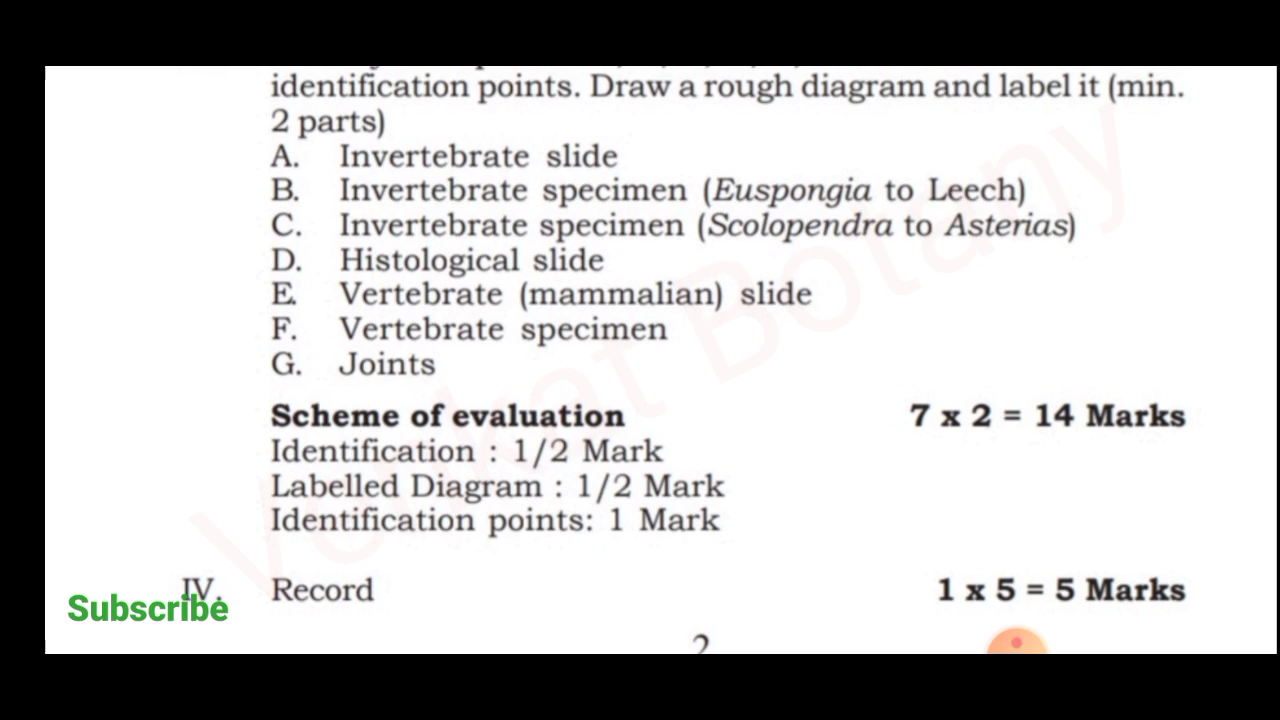 identification points. Draw a rough diagram and label it (min.
2 parts)
A. Invertebrate slide
B. Invertebrate specimen (Euspongia to Leech)
C. Invertebrate specimen (Scolopendra to Asterias)
D. Histological slide
E. Vertebrate (mammalian) slide
F. Vertebrate specimen
G. Joints
Scheme of evaluation 7 x 2 = 14 Marks
Identification : 1/2 Mark
Labelled Diagram : 1/2 Mark
Identification points: 1 Mark
IV. Record 1 x 5 = 5 Marks
Subscribe
2
Venkat Botany